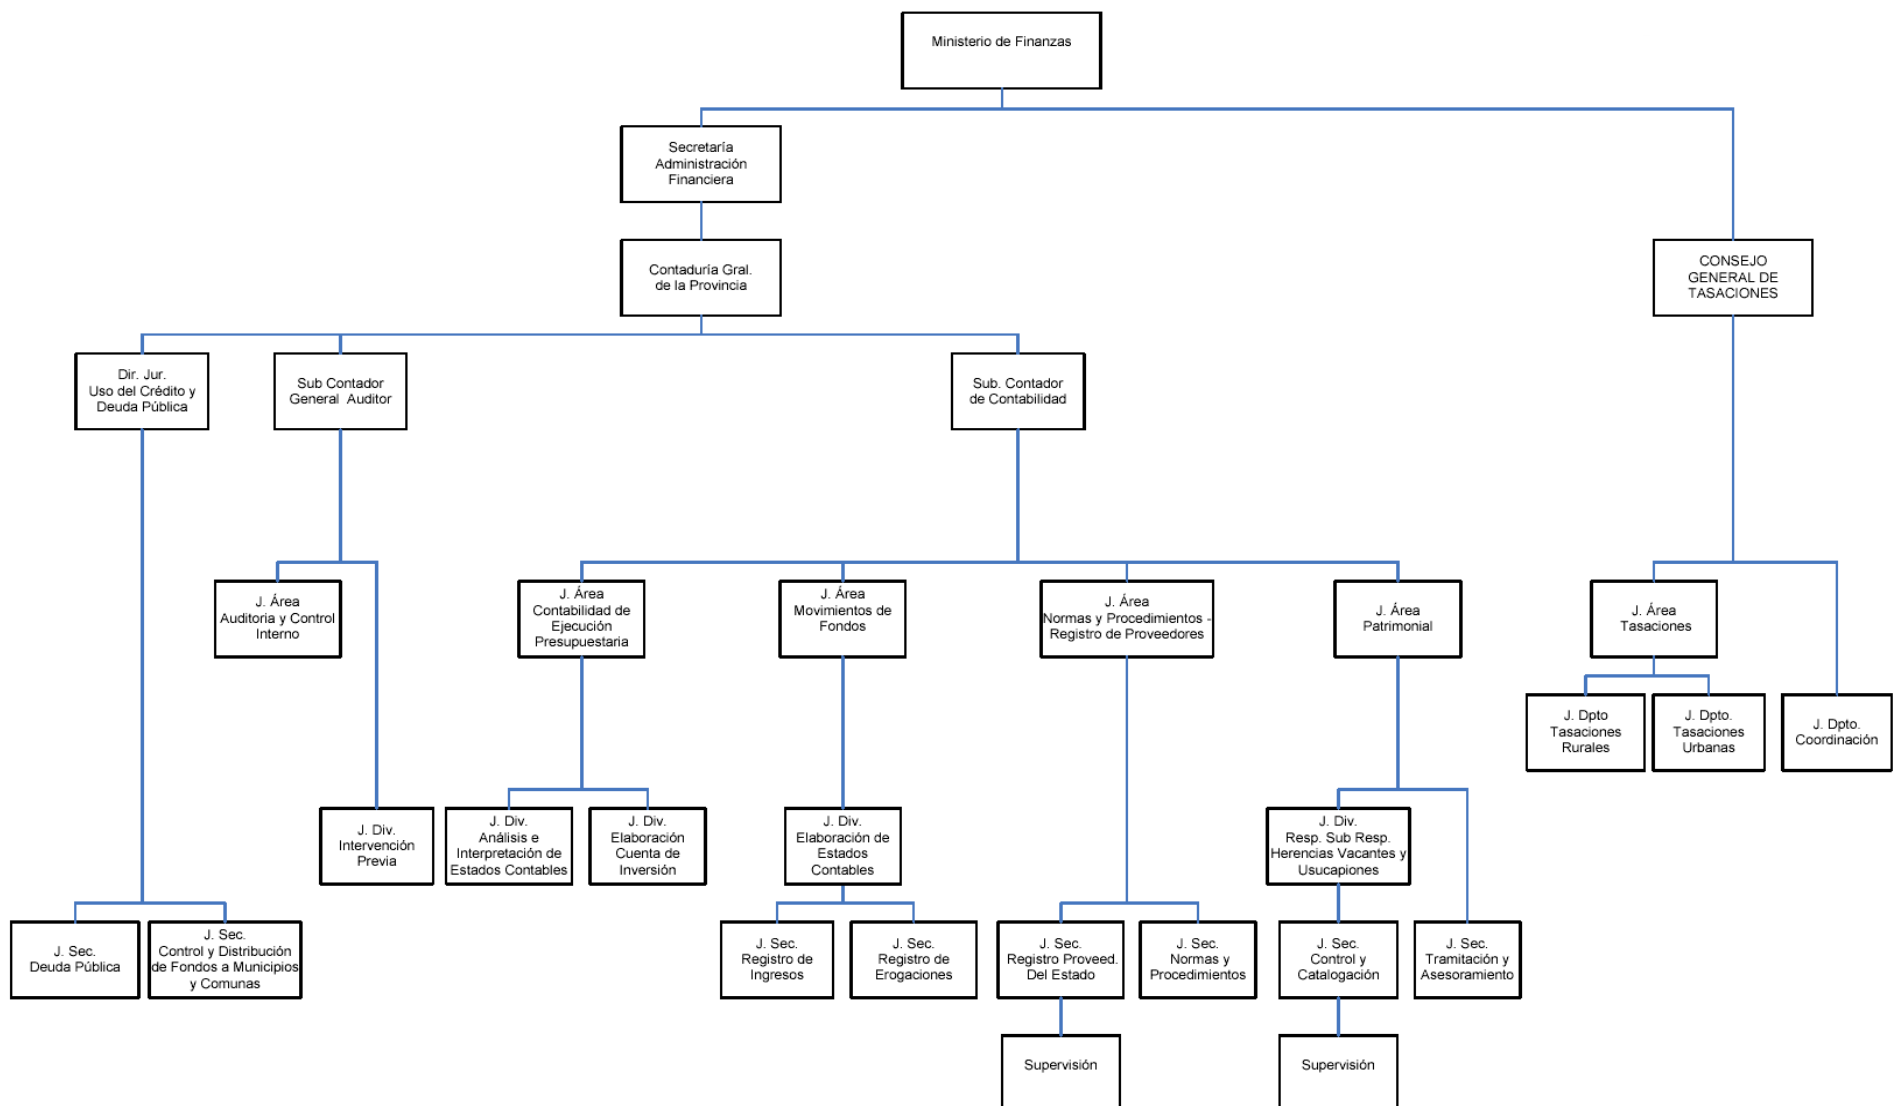 Ministerio de Finanzas
Secretaría
Administración
Financiera
Contaduría Gral.
de la Provincia
CONSEJO
GENERAL DE
TASACIONES
Dir. Jur.
Uso del Crédito y
Deuda Pública
Sub Contador
General Auditor
Sub. Contador
de Contabilidad
J. Área
Auditoria y Control
Interno
J. Área
Contabilidad de
Ejecución
Presupuestaria
J. Área
Movimientos de
Fondos
J. Área
Normas y Procedimientos -
Registro de Proveedores
J. Área
Patrimonial
J. Área
Tasaciones
J. Dpto
Tasaciones
Rurales
J. Dpto.
Tasaciones
Urbanas
J. Dpto.
Coordinación
J. Div.
Intervención
Previa
J. Div.
Análisis e
Interpretación de
Estados Contables
J. Div.
Elaboración
Cuenta de
Inversión
J. Div.
Elaboración de
Estados
Contables
J. Div.
Resp. Sub Resp.
Herencias Vacantes y
Usucapiones
J. Sec.
Deuda Pública
J. Sec.
Control y Distribución
de Fondos a Municipios
y Comunas
J. Sec.
Registro de
Ingresos
J. Sec.
Registro de
Erogaciones
J. Sec.
Registro Proveed.
Del Estado
J. Sec.
Normas y
Procedimientos
J. Sec.
Control y
Catalogación
J. Sec.
Tramitación y
Asesoramiento
Supervisión
Supervisión